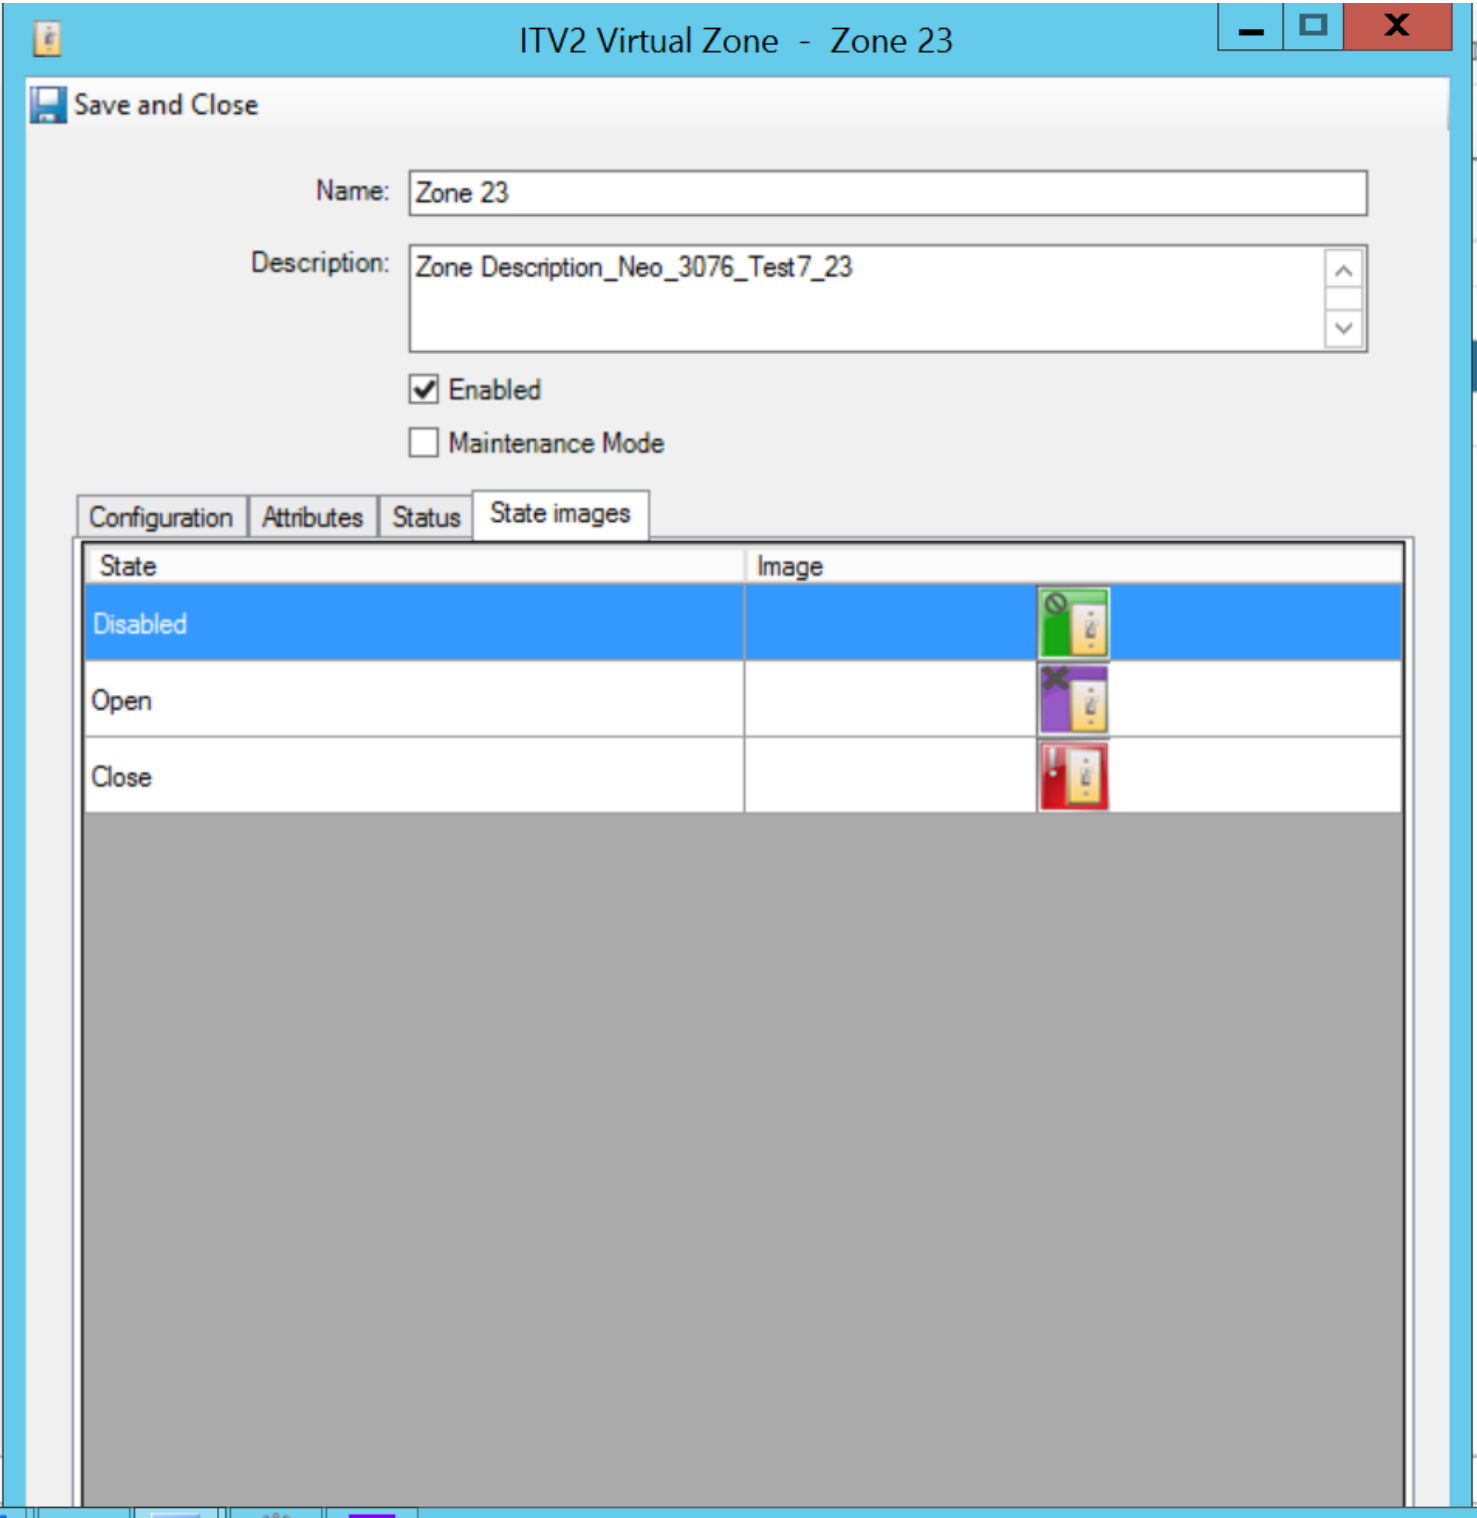 ITV2 Virtual Zone - Zone 23
Save and Close
Name: Zone 23
Description: Zone Description_Neo_3076_Test7_23
Enabled
Maintenance Mode
Configuration Attributes Status State images
State Image
Disabled
Open
Close